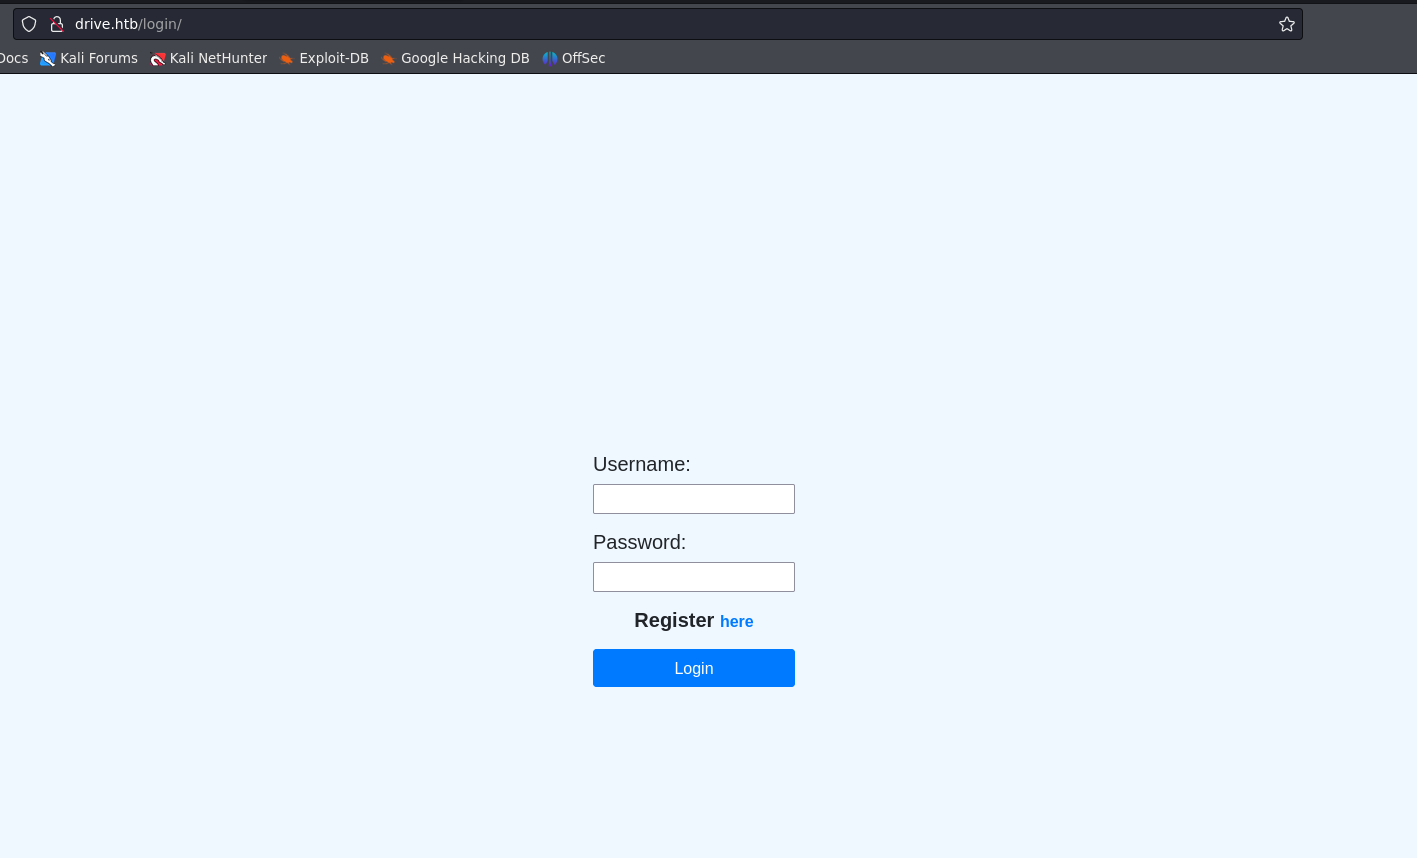 drive.htb/login/
Docs Kali Forums Kali NetHunter Exploit-DB Google Hacking DB OffSec
Username:
Password:
Register here
Login